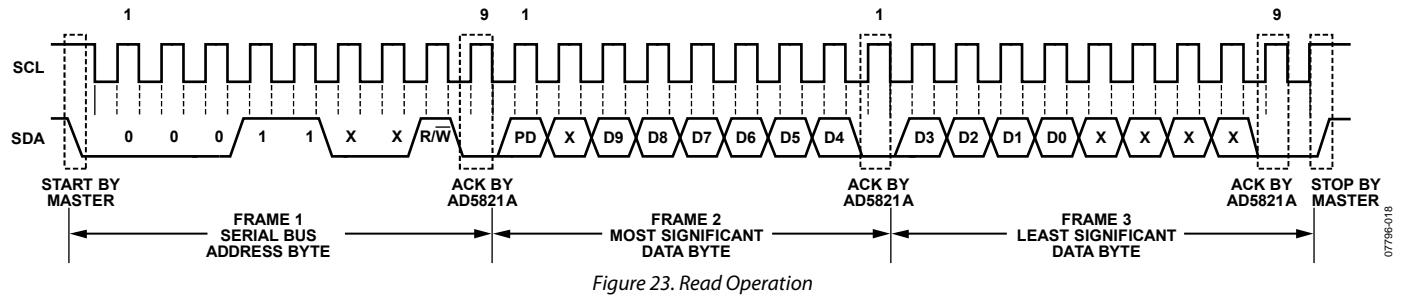 1 9 1 1 9
SCL
SDA 0 0 0 1 1 X X R/W̅ PD X D9 D8 D7 D6 D5 D4 D3 D2 D1 D0 X X X X
START BY
MASTER
ACK BY
AD5821A
ACK BY
AD5821A
ACK BY
AD5821A
STOP BY
MASTER
FRAME 1
SERIAL BUS
ADDRESS BYTE
FRAME 2
MOST SIGNIFICANT
DATA BYTE
FRAME 3
LEAST SIGNIFICANT
DATA BYTE
07796-018
Figure 23. Read Operation